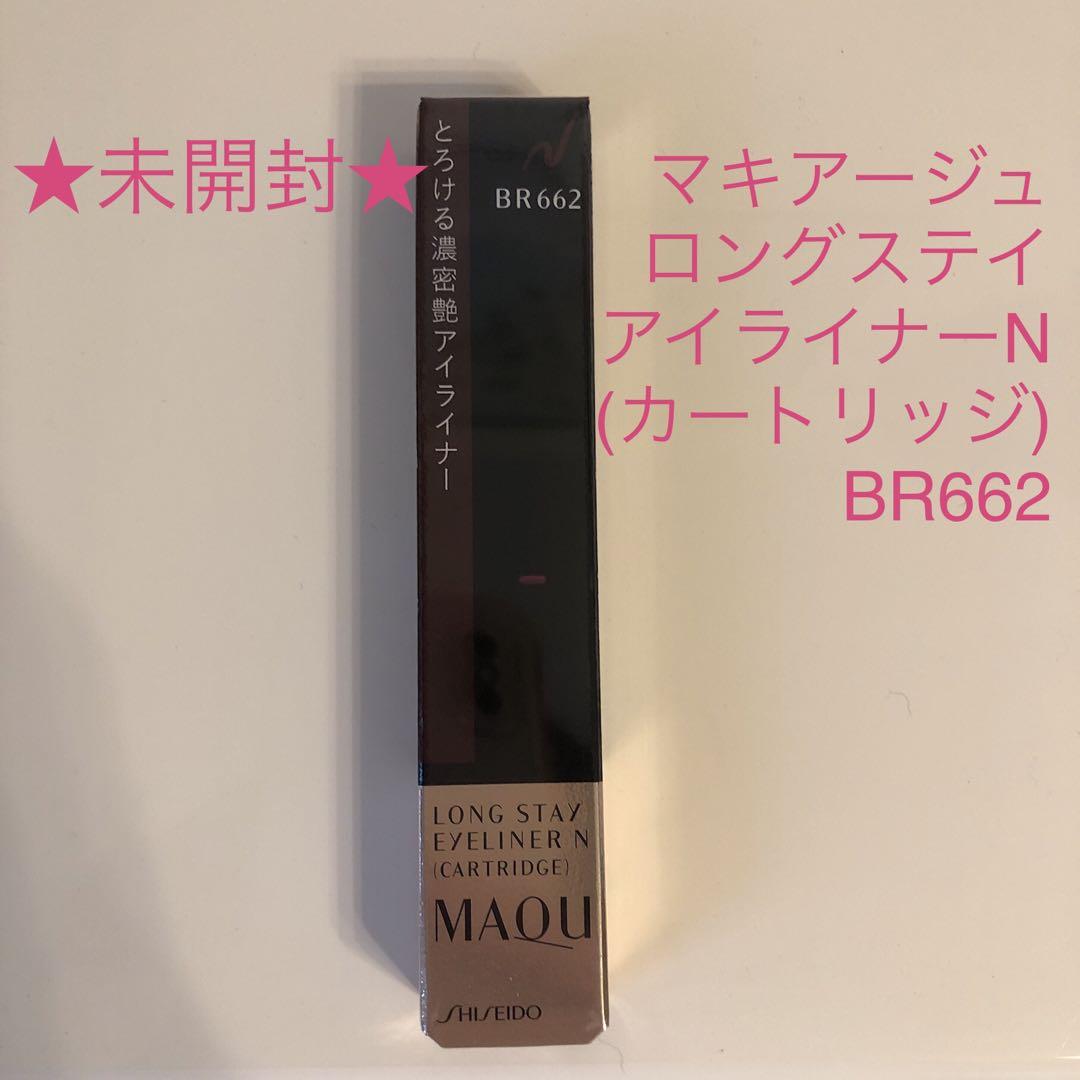 ★未開封★
マキアージュ
ロングステイ
アイライナーN
(カートリッジ)
BR662
とろける濃密艶アイライナー
BR662
LONG STAY
EYELINER N
(CARTRIDGE)
MAQU
SHISEIDO